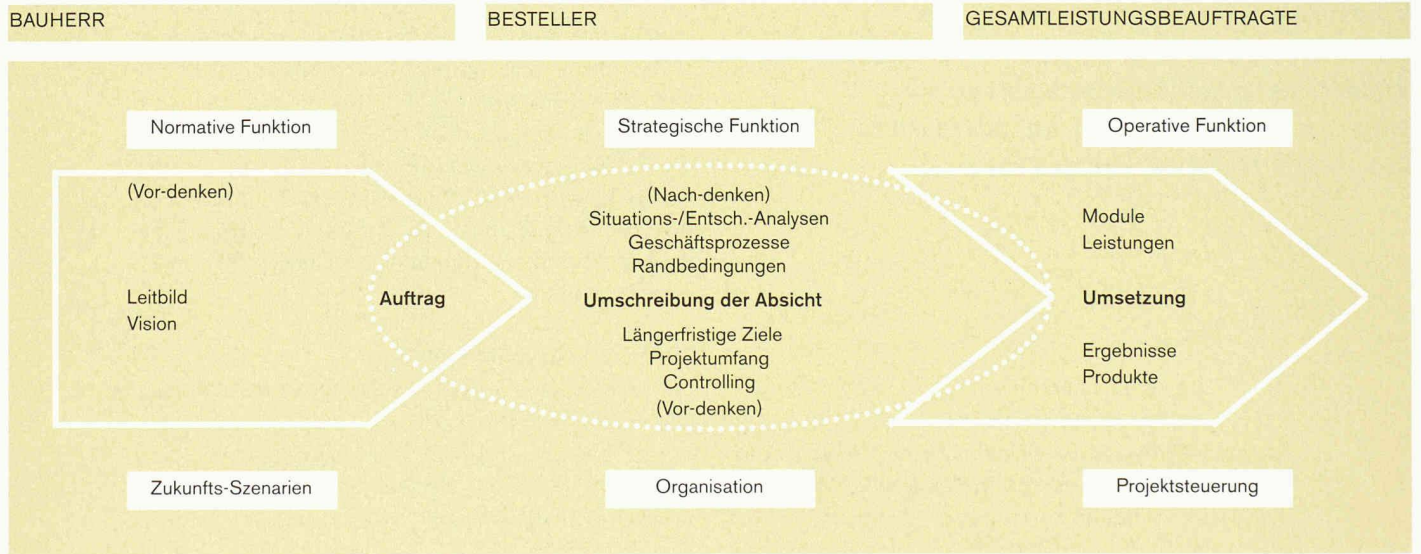 BAUHERR
BESTELLER
GESAMTLEISTUNGSBEAUFTRAGTE
Normative Funktion
Strategische Funktion
Operative Funktion
(Vor-denken)
Leitbild
Vision
Auftrag
(Nach-denken)
Situations-/Entsch.-Analysen
Geschäftsprozesse
Randbedingungen
Umschreibung der Absicht
Längerfristige Ziele
Projektumfang
Controlling
(Vor-denken)
Module
Leistungen
Umsetzung
Ergebnisse
Produkte
Zukunfts-Szenarien
Organisation
Projektsteuerung